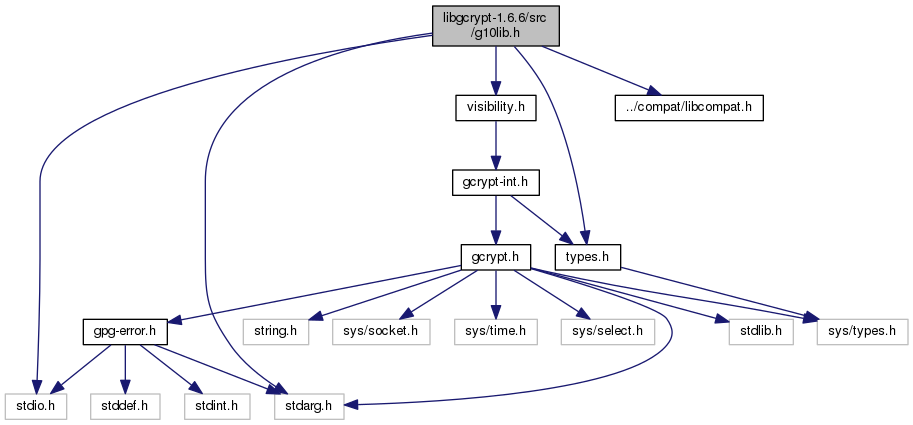 libgcrypt-1.6.6/src
/g10lib.h
visibility.h
../compat/libcompat.h
gcrypt-int.h
gcrypt.h
types.h
gpg-error.h
string.h
sys/socket.h
sys/time.h
sys/select.h
stdlib.h
sys/types.h
stdio.h
stddef.h
stdint.h
stdarg.h